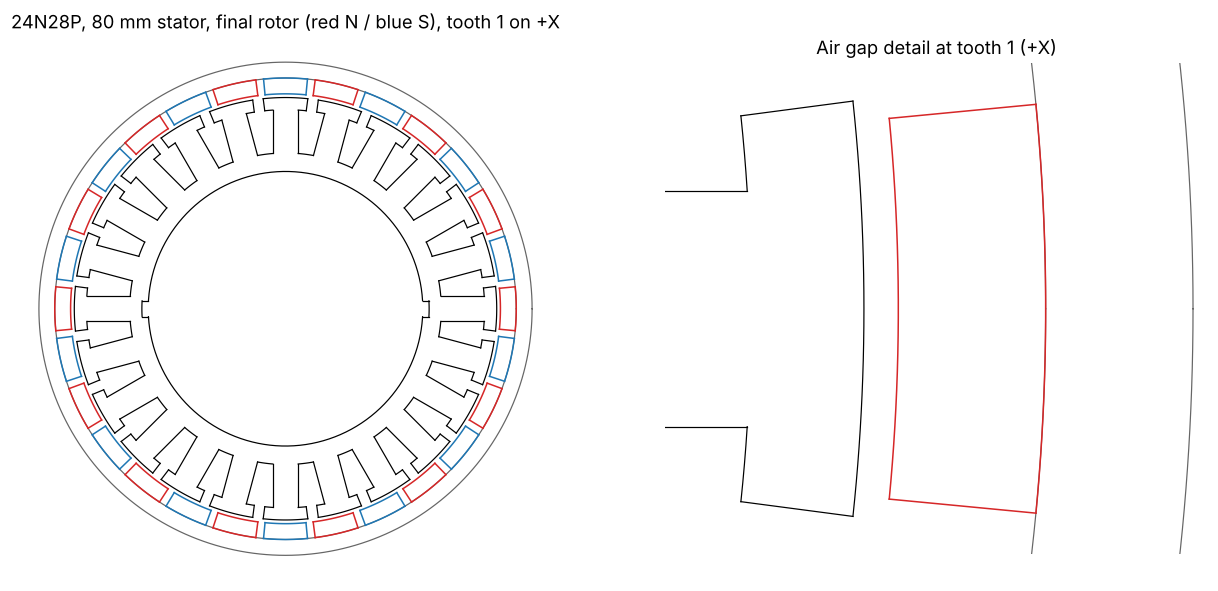 24N28P, 80 mm stator, final rotor (red N / blue S), tooth 1 on +X
Air gap detail at tooth 1 (+X)